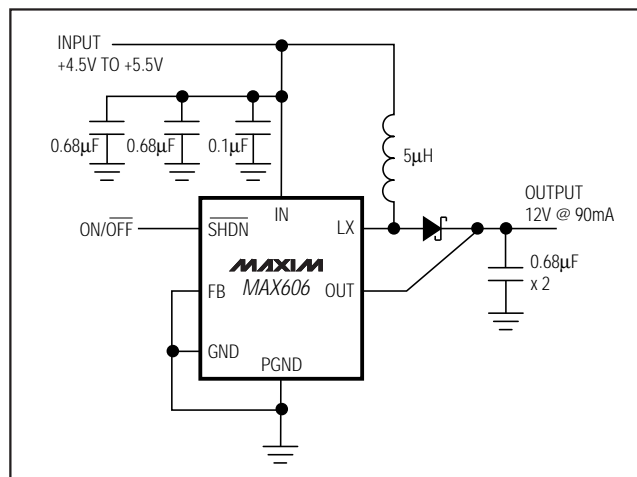 INPUT
+4.5V TO +5.5V
0.68µF
0.68µF
0.1µF
5µH
IN
LX
OUTPUT
12V @ 90mA
ON/OFF
SHDN
MAXIM
MAX606
0.68µF
x 2
FB
OUT
GND
PGND